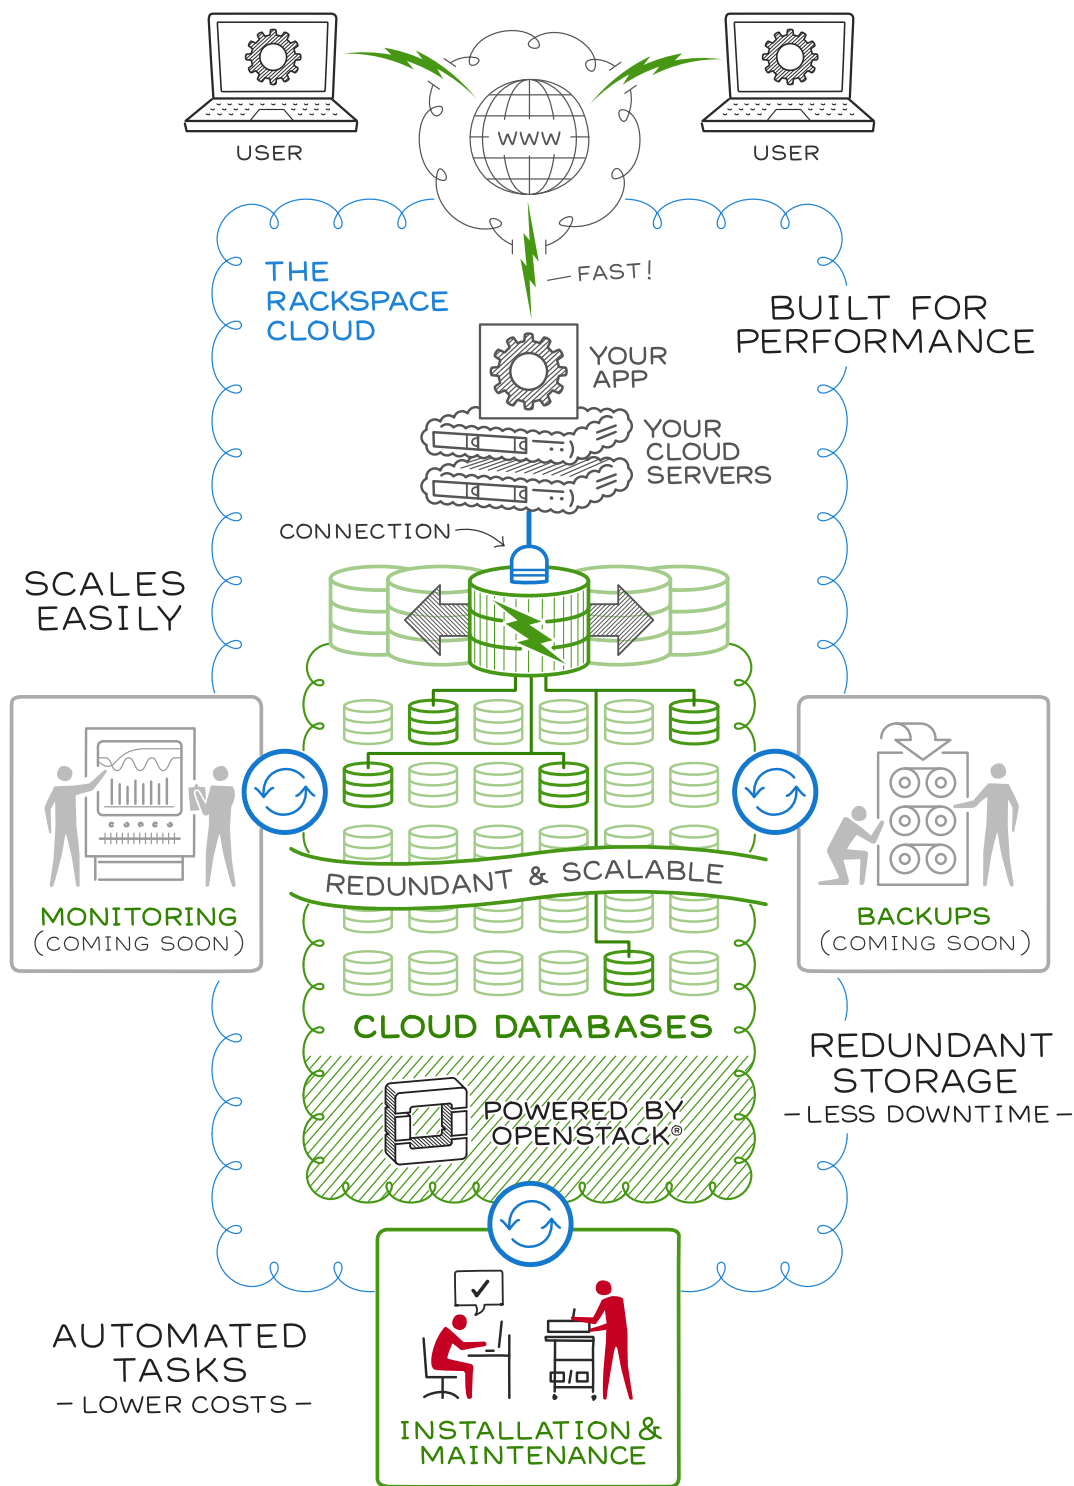 USER
WWW
USER
THE
RACKSPACE
CLOUD
FAST!
BUILT FOR
PERFORMANCE
YOUR
APP
YOUR
CLOUD
SERVERS
CONNECTION
SCALES
EASILY
REDUNDANT & SCALABLE
MONITORING
(COMING SOON)
BACKUPS
(COMING SOON)
CLOUD DATABASES
REDUNDANT
STORAGE
– LESS DOWNTIME –
POWERED BY
OPENSTACK®
AUTOMATED
TASKS
– LOWER COSTS –
INSTALLATION &
MAINTENANCE